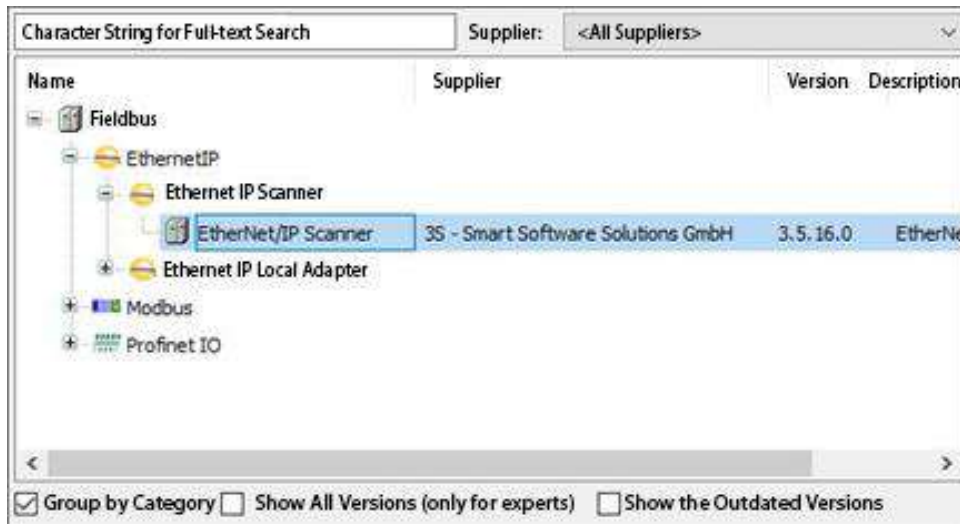 Character String for Full-text Search Supplier: <All Suppliers>
Name Supplier Version Description
Fieldbus
EthernetIP
Ethernet IP Scanner
EtherNet/IP Scanner 3S - Smart Software Solutions GmbH 3.5.16.0 EtherNe
Ethernet IP Local Adapter
Modbus
Profinet IO
Group by Category Show All Versions (only for experts) Show the Outdated Versions